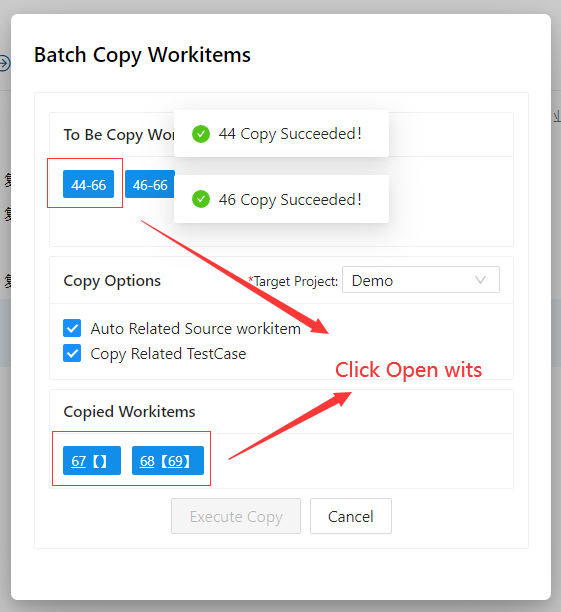 Batch Copy Workitems
To Be Copy Wor
44 Copy Succeeded!
44-66
46-66
46 Copy Succeeded!
Copy Options
*Target Project:
Demo
Auto Related Source workitem
Copy Related TestCase
Click Open wits
Copied Workitems
67【】
68【69】
Execute Copy
Cancel